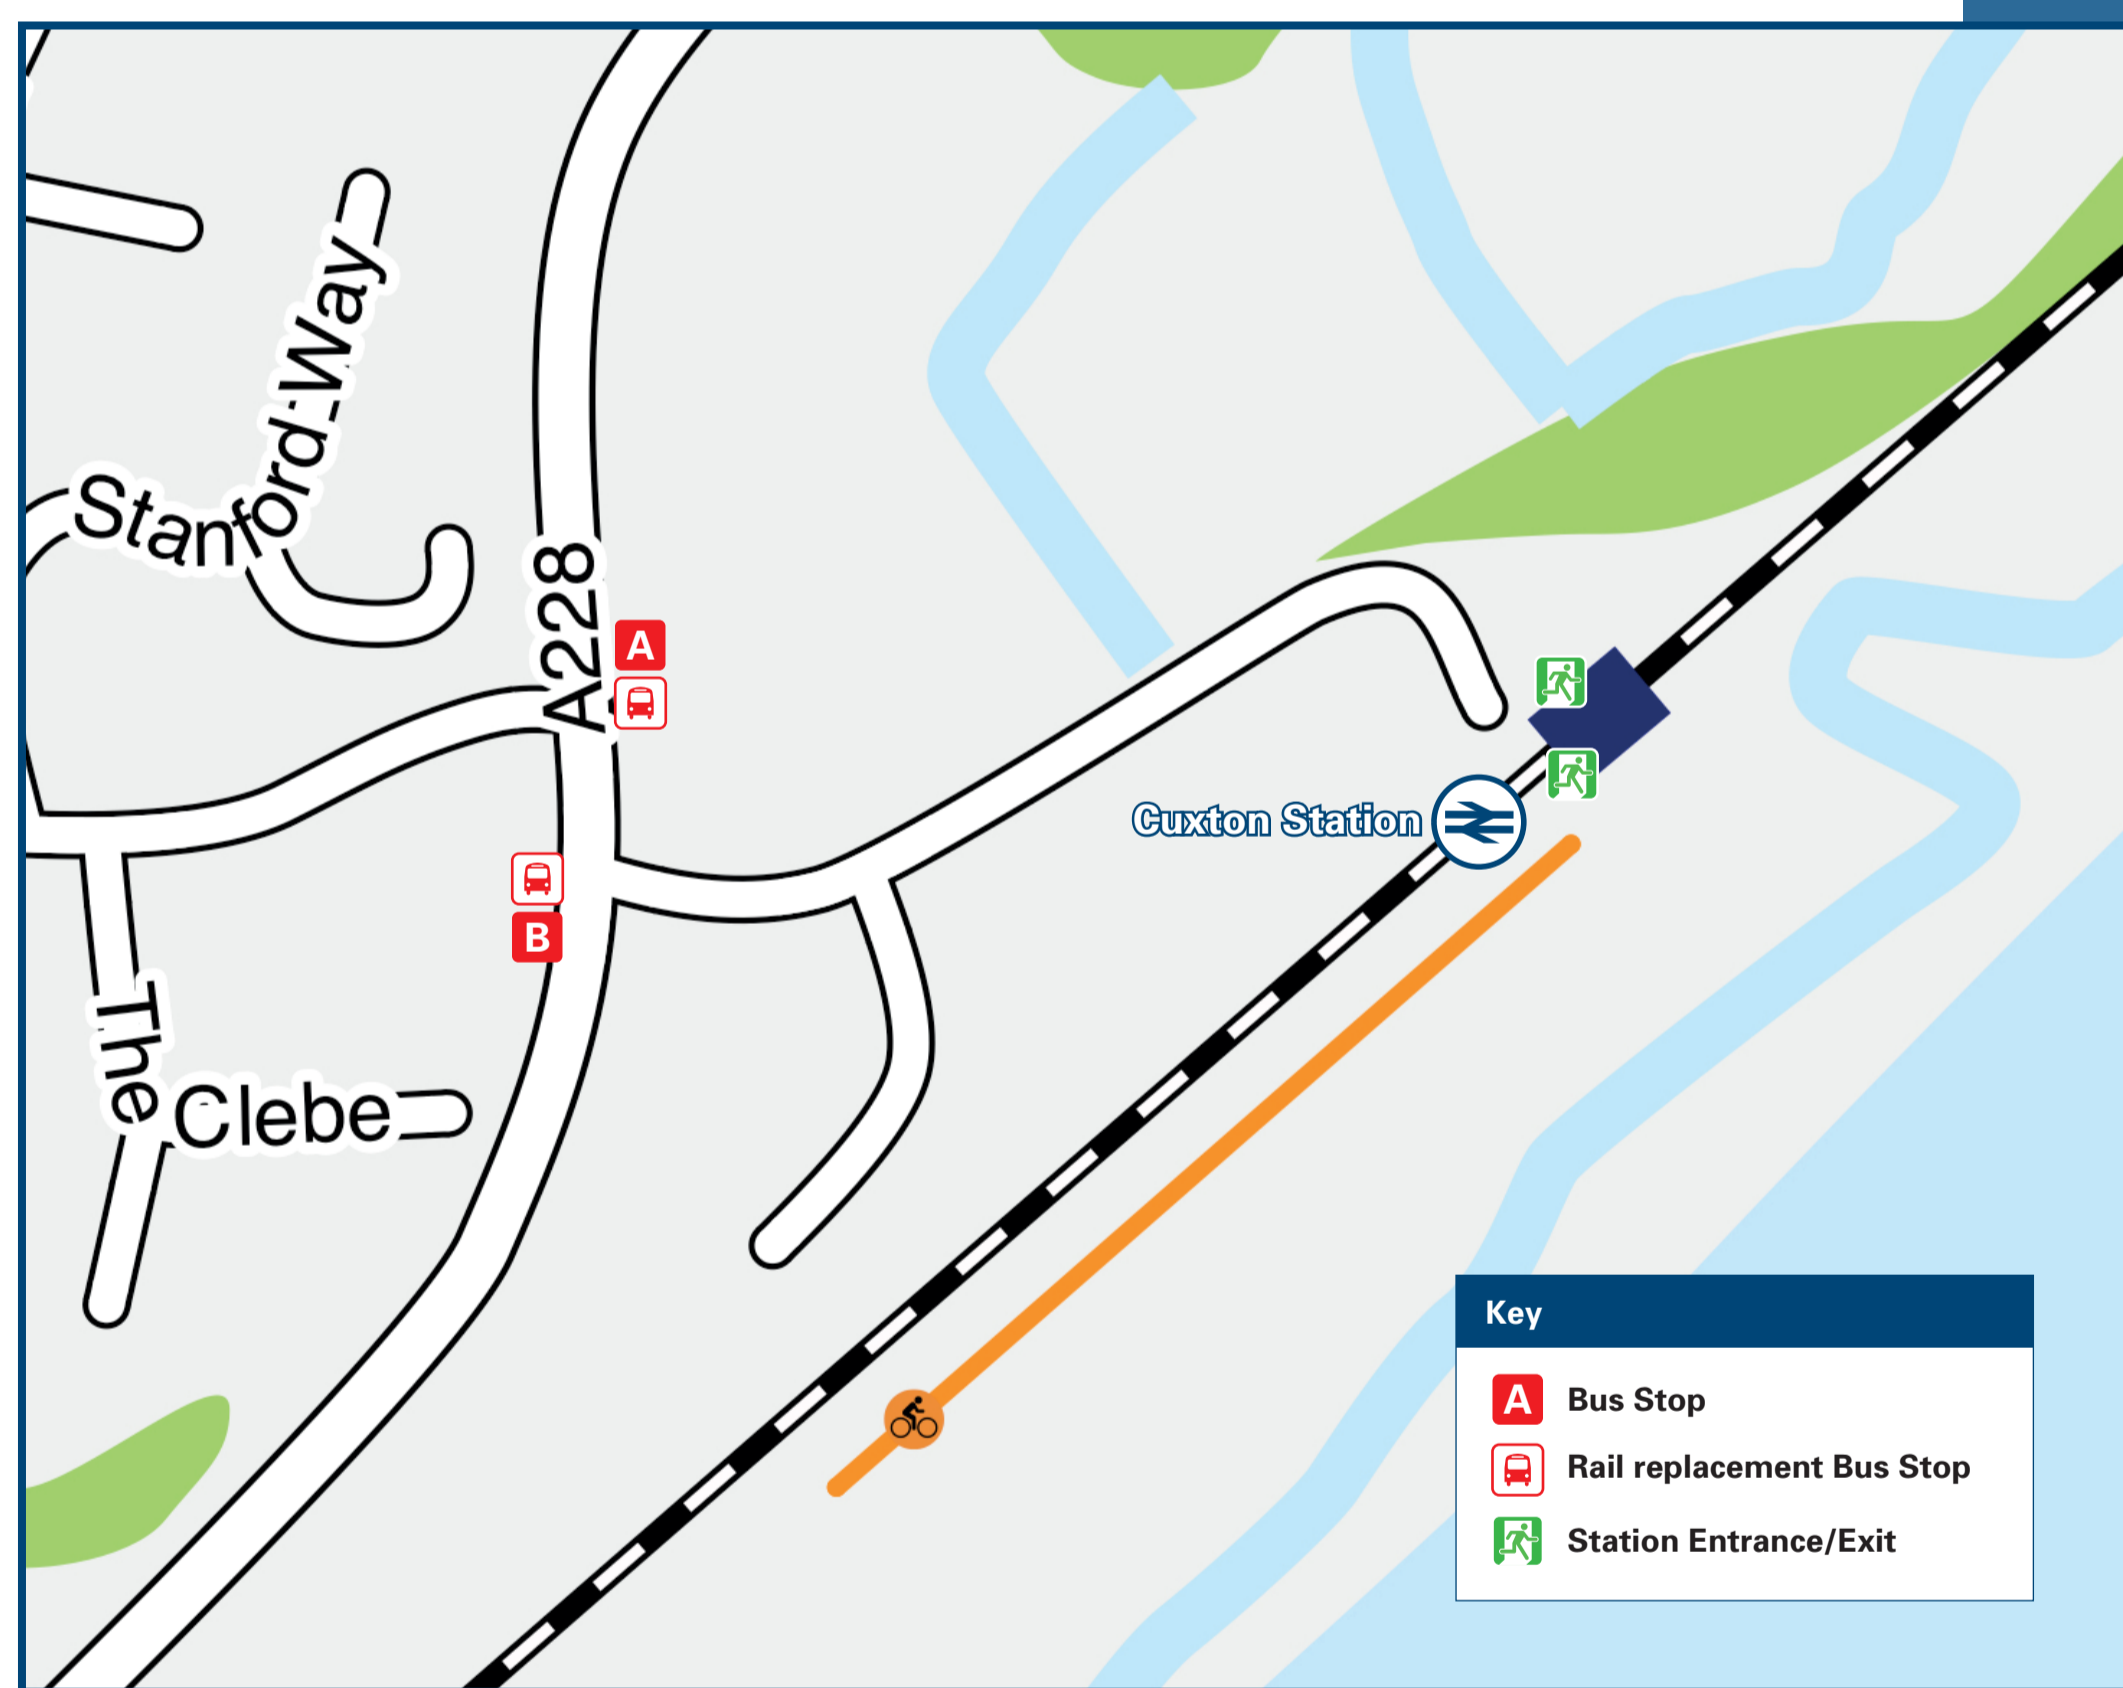 Stanford Way
A228
A
B
The Clebe
Cuxton Station
Key
A Bus Stop
Rail replacement Bus Stop
Station Entrance/Exit